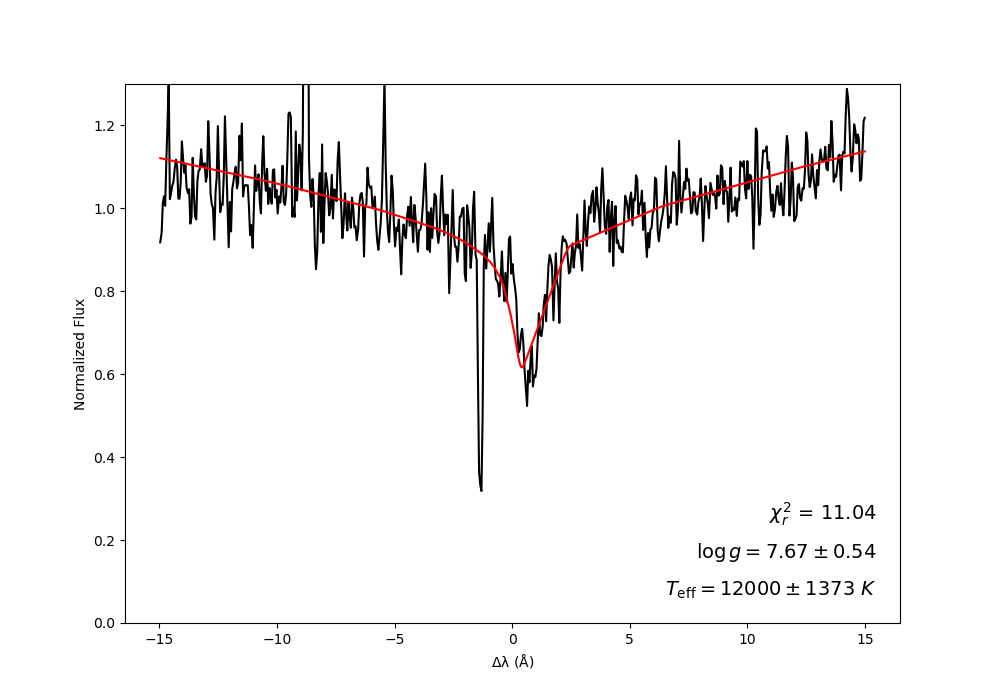 1.2
1.0
0.8
0.6
0.4
0.2
0.0
Normalized Flux
χ²ᵣ = 11.04
log g = 7.67 ± 0.54
T_eff = 12000 ± 1373 K
−15 −10 −5 0 5 10 15
Δλ (Å)